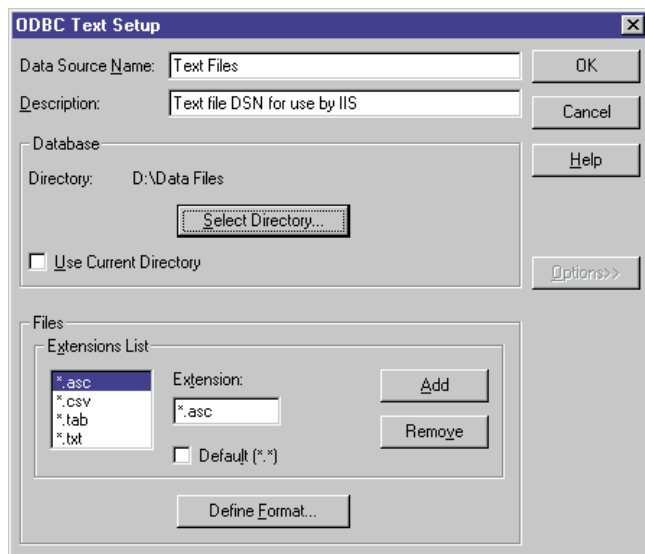 ODBC Text Setup
Data Source Name: Text Files OK
Description: Text file DSN for use by IIS Cancel
Database
Directory: D:\Data Files Help
Select Directory...
Use Current Directory
Options>>
Files
Extensions List
*.asc Extension: Add
*.csv
*.tab *.asc
*.txt Remove
Default (*.*)
Define Format...